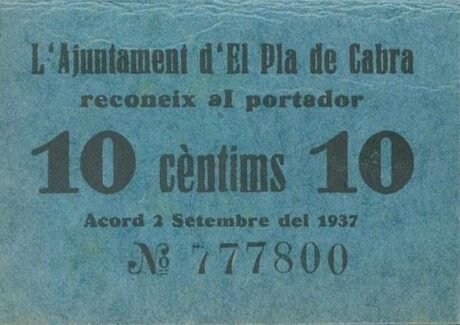 L'Ajuntament d'El Pla de Cabra
reconeix al portador
10 cèntims 10
Acord 2 Setembre del 1937
Nº 777800